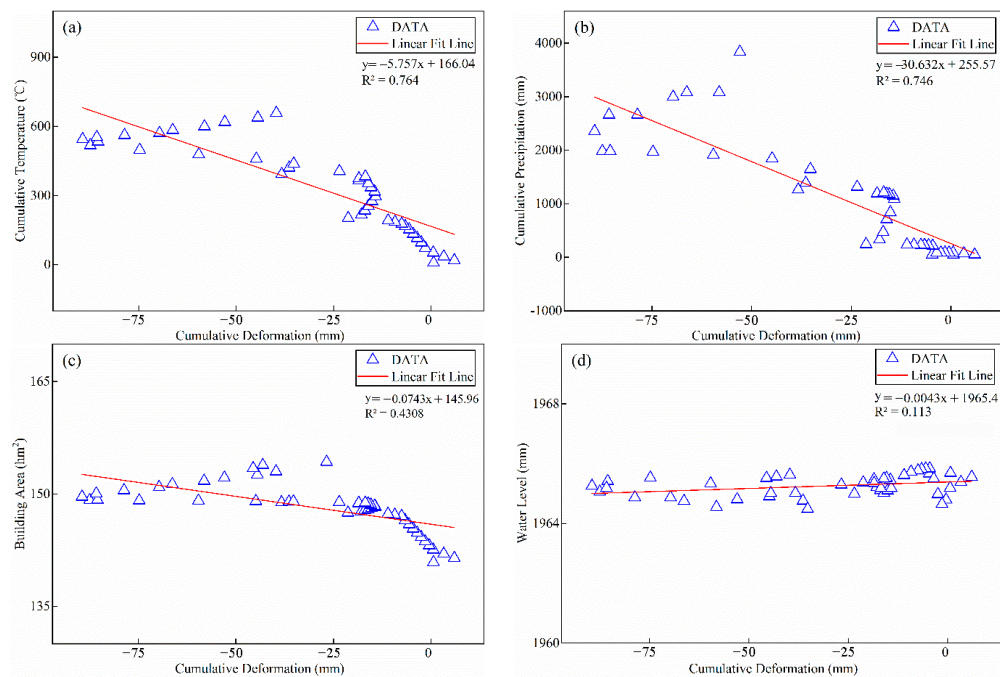 (a)
DATA
Linear Fit Line
y= −5.757x + 166.04
R² = 0.764
900
600
300
0
Cumulative Temperature (℃)
−75
−50
−25
0
Cumulative Deformation (mm)
(b)
DATA
Linear Fit Line
y= −30.632x + 255.57
R² = 0.746
4000
3000
2000
1000
0
-1000
Cumulative Precipitation (mm)
−75
−50
−25
0
Cumulative Deformation (mm)
(c)
DATA
Linear Fit Line
y= −0.0743x + 145.96
R² = 0.4308
165
150
135
Building Area (hm²)
−75
−50
−25
0
Cumulative Deformation (mm)
(d)
DATA
Linear Fit Line
y= −0.0043x + 1965.4
R² = 0.113
1968
1964
1960
Water Level (mm)
−75
−50
−25
0
Cumulative Deformation (mm)